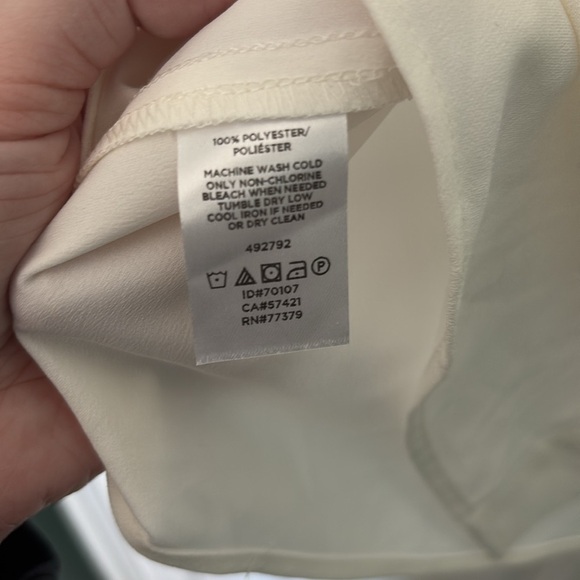 100% POLYESTER/
POLIÉSTER
MACHINE WASH COLD
ONLY NON-CHLORINE
BLEACH WHEN NEEDED
TUMBLE DRY LOW
COOL IRON IF NEEDED
OR DRY CLEAN
492792
P
ID#70107
CA#57421
RN#77379